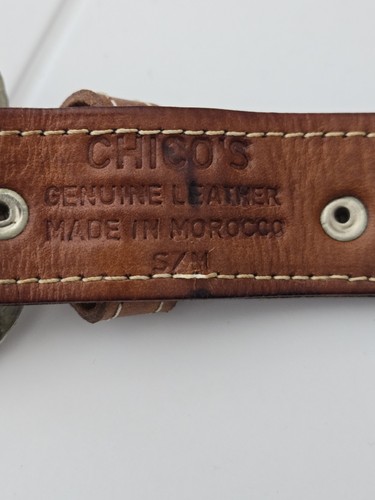 CHICO'S
GENUINE LEATHER
MADE IN MOROCCO
S/M